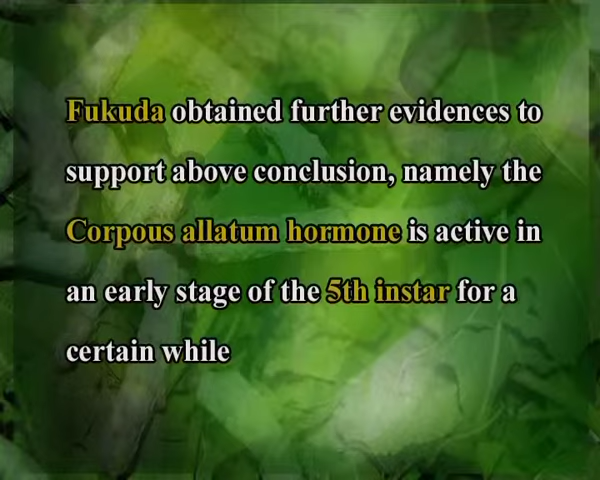 Fukuda obtained further evidences to
support above conclusion, namely the
Corpous allatum hormone is active in
an early stage of the 5th instar for a
certain while